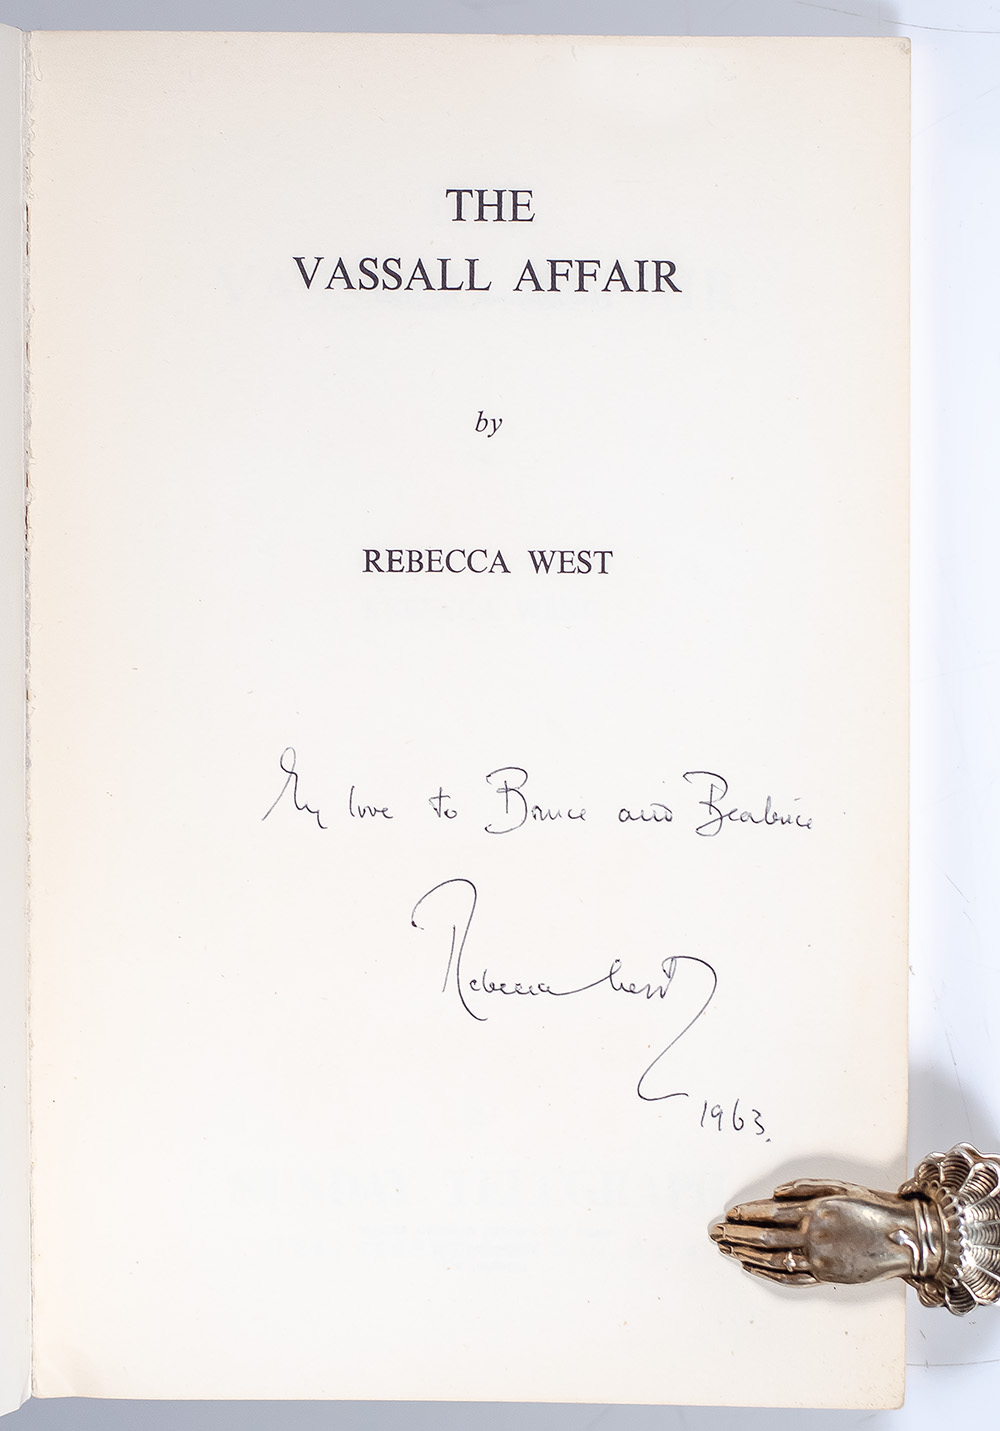 THE
VASSALL AFFAIR
by
REBECCA WEST
My love to Bruce and Beatrice
Rebecca West
1963.